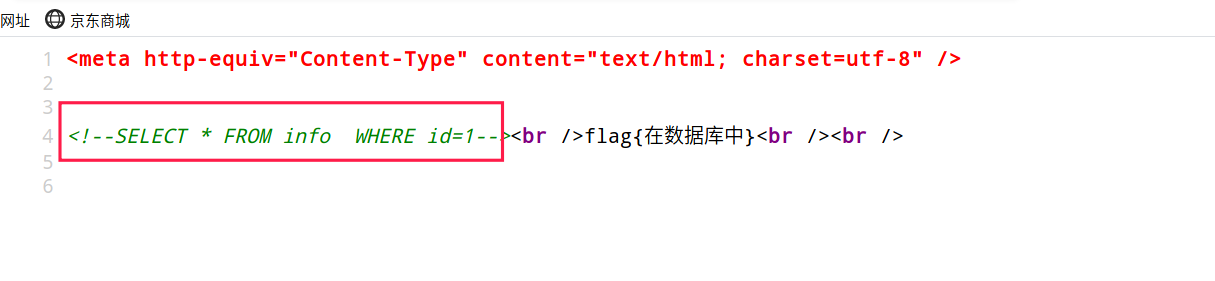 网址 京东商城
1 <meta http-equiv="Content-Type" content="text/html; charset=utf-8" />
2
3
4 <!--SELECT * FROM info  WHERE id=1--><br />flag{在数据库中}<br /><br />
5
6